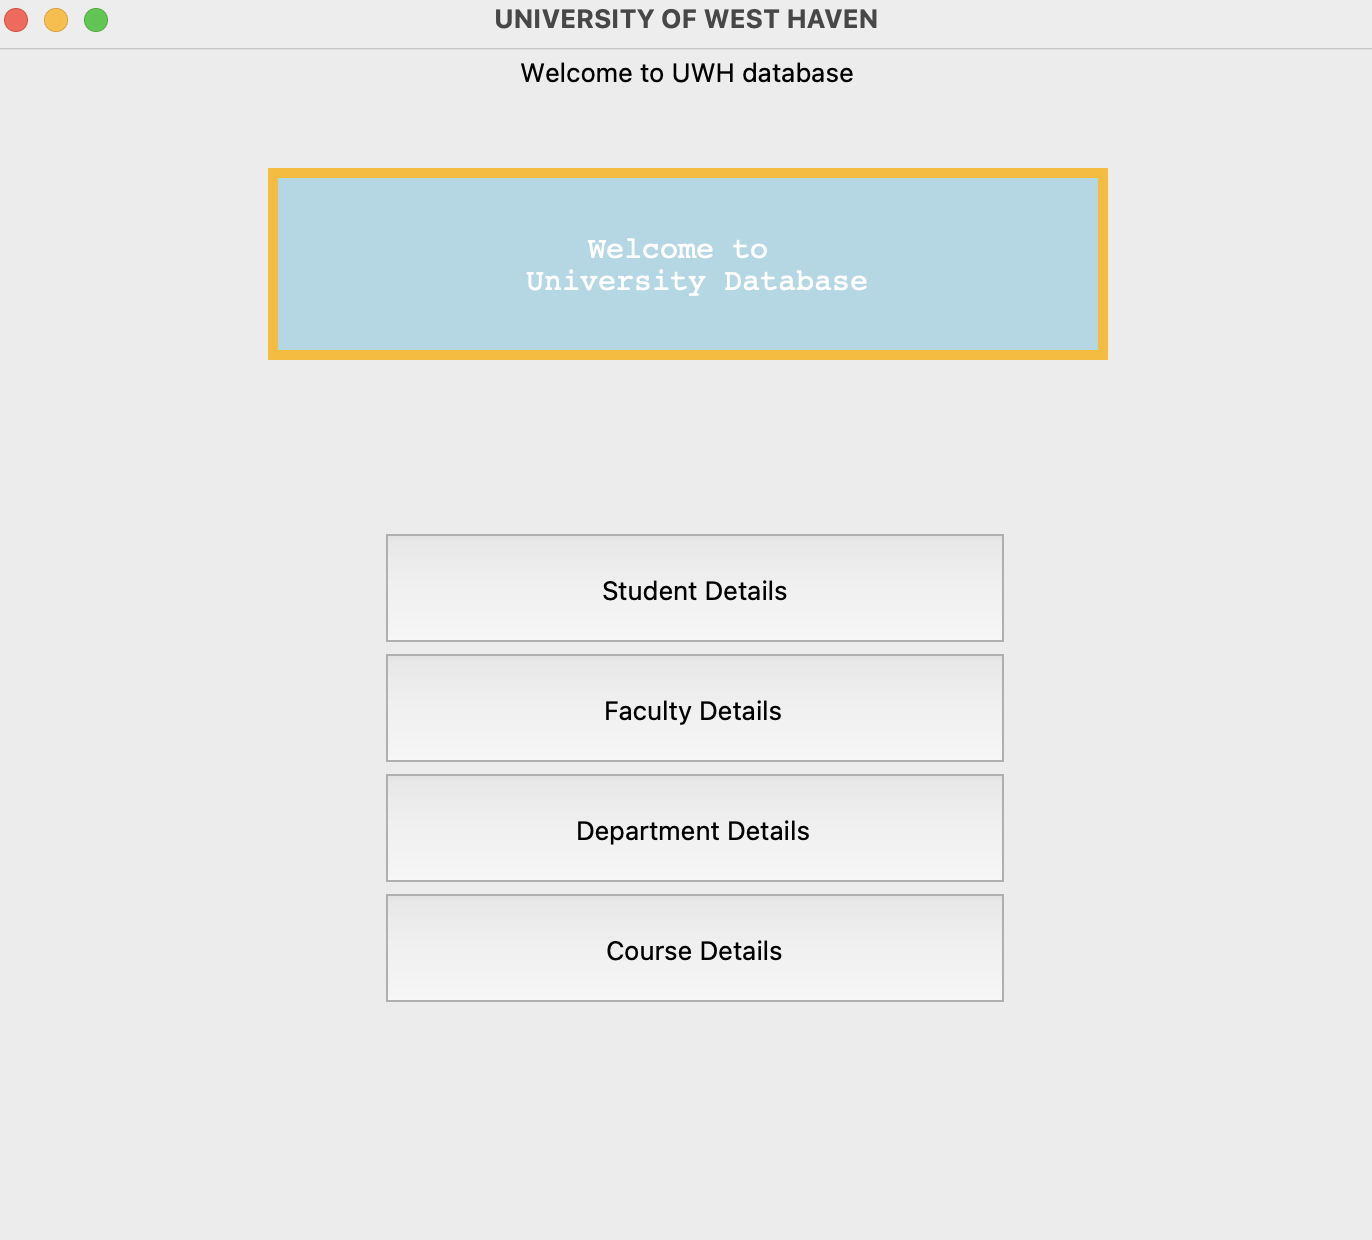 UNIVERSITY OF WEST HAVEN
Welcome to UWH database
Welcome to
University Database
Student Details
Faculty Details
Department Details
Course Details